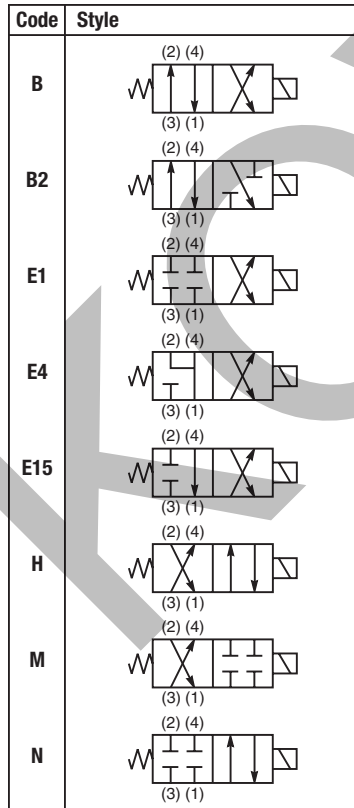 Code Style
(2) (4)
B
(3) (1)
(2) (4)
B2
(3) (1)
(2) (4)
E1
(3) (1)
(2) (4)
E4
(3) (1)
(2) (4)
E15
(3) (1)
(2) (4)
H
(3) (1)
(2) (4)
M
(3) (1)
(2) (4)
N
(3) (1)